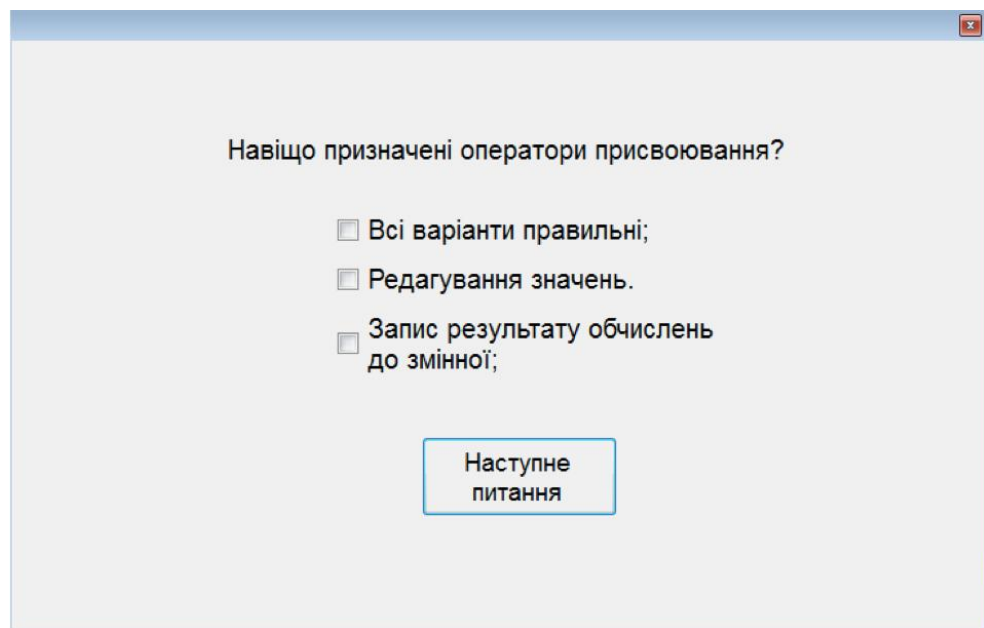 Навіщо призначені оператори присвоювання?
Всі варіанти правильні;
Редагування значень.
Запис результату обчислень
до змінної;
Наступне
питання